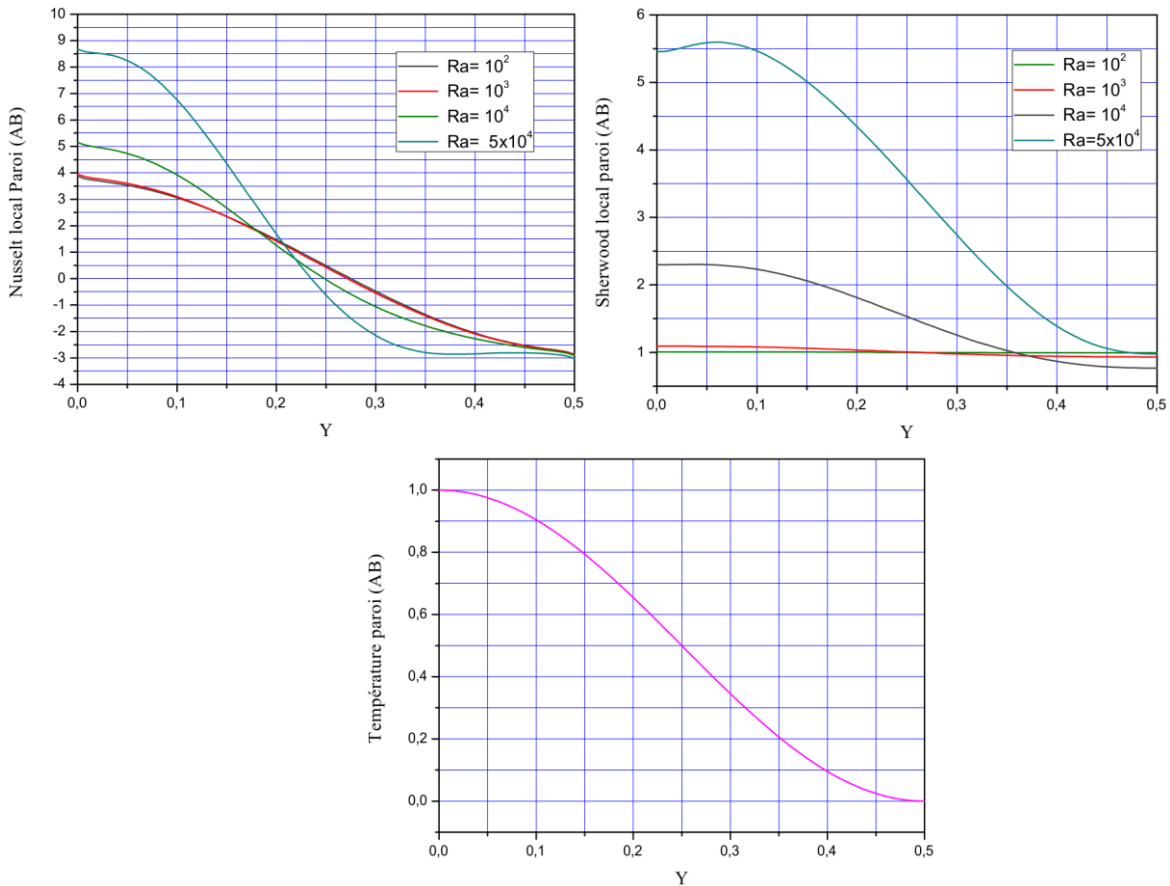 Nusselt local Paroi (AB)
10
9
8
7
6
5
4
3
2
1
0
-1
-2
-3
-4
Ra= 10²
Ra= 10³
Ra= 10⁴
Ra= 5x10⁴
0,0 0,1 0,2 0,3 0,4 0,5
Y
Sherwood local paroi (AB)
6
5
4
3
2
1
Ra= 10²
Ra= 10³
Ra= 10⁴
Ra=5x10⁴
0,0 0,1 0,2 0,3 0,4 0,5
Y
Température paroi (AB)
1,0
0,8
0,6
0,4
0,2
0,0
0,0 0,1 0,2 0,3 0,4 0,5
Y